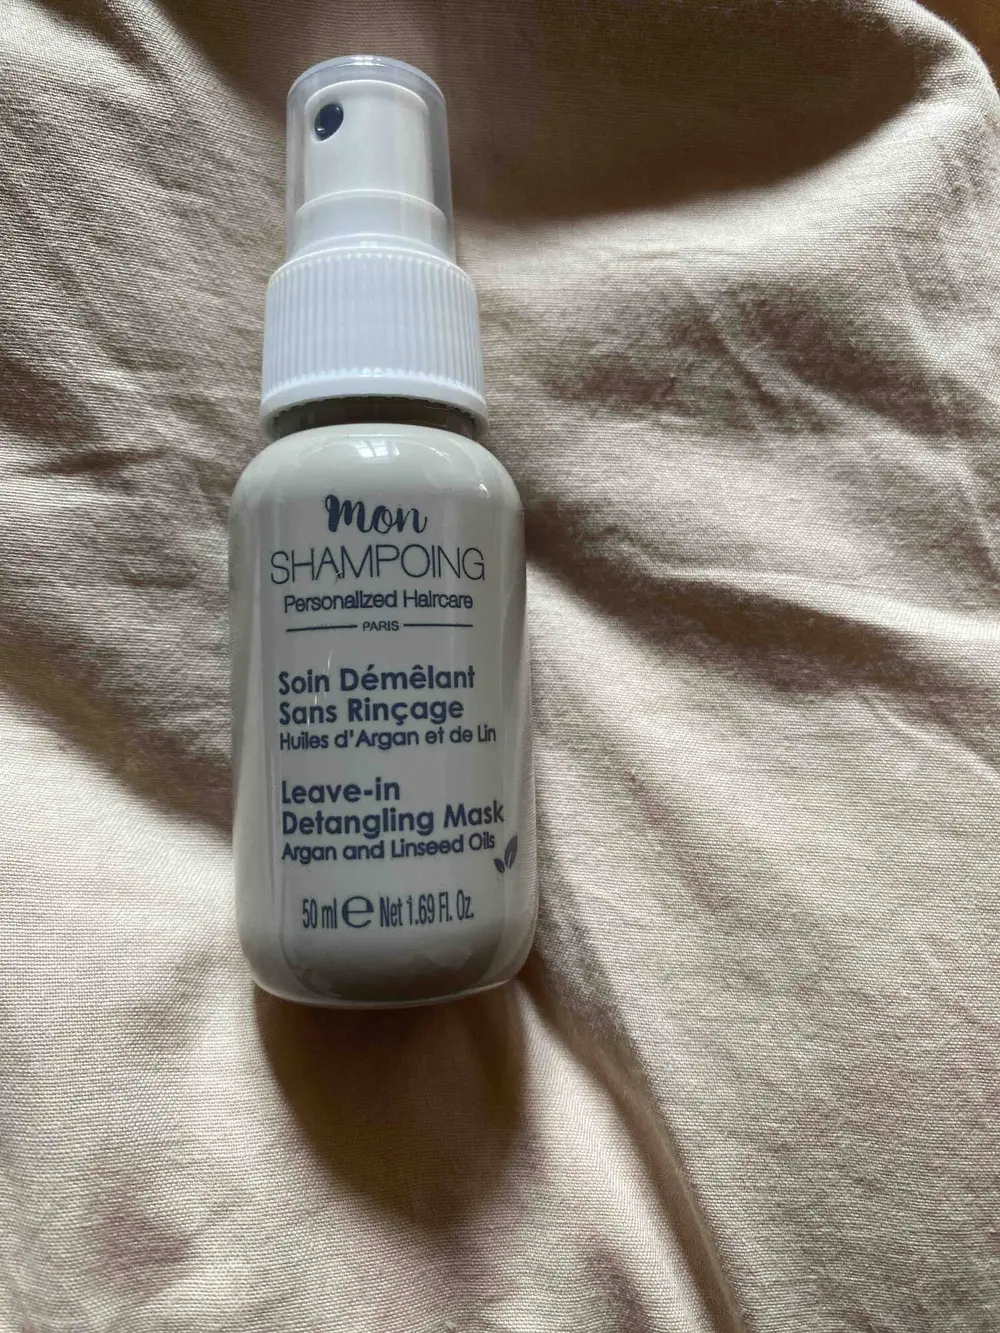 Mon
SHAMPOING
Personalized Haircare
PARIS
Soin Démêlant
Sans Rinçage
Huiles d'Argan et de Lin
Leave-in
Detangling Mask
Argan and Linseed Oils
50 ml ℮ Net 1.69 Fl. Oz.